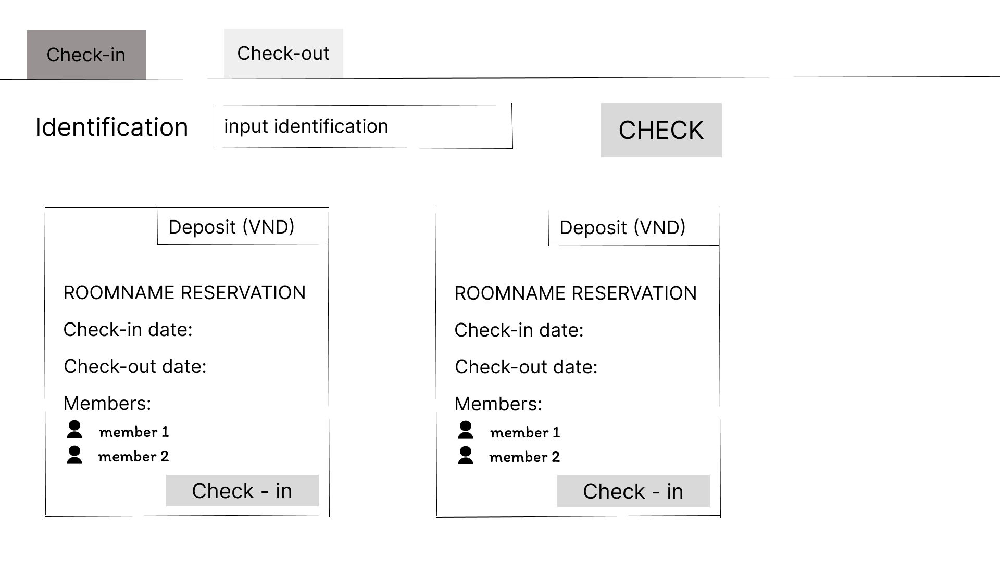 Check-in
Check-out
Identification
input identification
CHECK
Deposit (VND)
ROOMNAME RESERVATION
Check-in date:
Check-out date:
Members:
member 1
member 2
Check - in
Deposit (VND)
ROOMNAME RESERVATION
Check-in date:
Check-out date:
Members:
member 1
member 2
Check - in